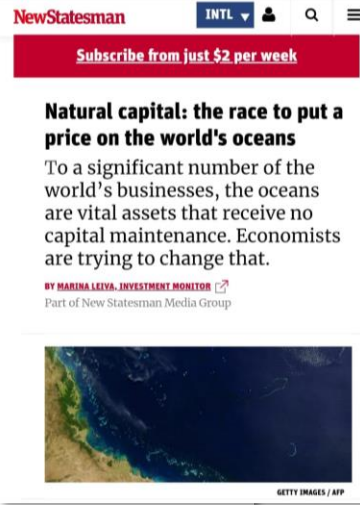 NewStatesman
INTL
Subscribe from just $2 per week
Natural capital: the race to put a
price on the world's oceans
To a significant number of the
world’s businesses, the oceans
are vital assets that receive no
capital maintenance. Economists
are trying to change that.
BY MARINA LEIVA, INVESTMENT MONITOR
Part of New Statesman Media Group
GETTY IMAGES / AFP